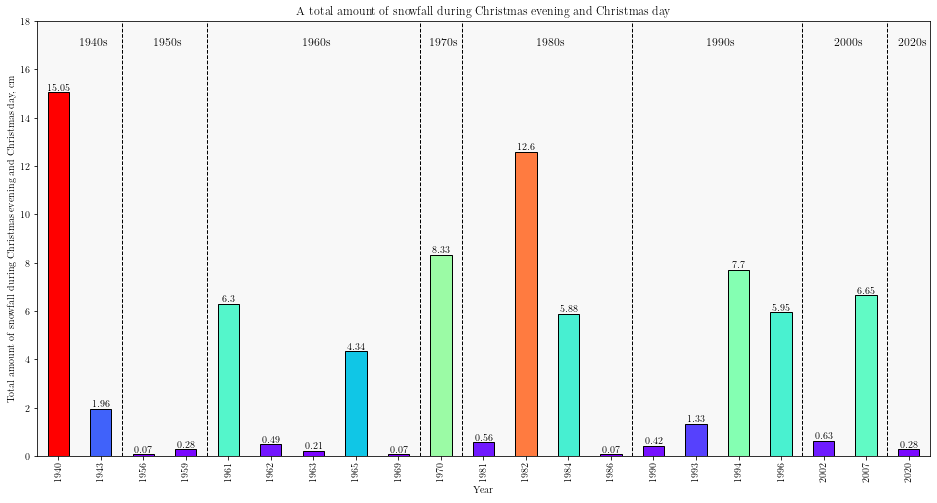 A total amount of snowfall during Christmas evening and Christmas day
Total amount of snowfall during Christmas evening and Christmas day, cm
18
16
14
12
10
8
6
4
2
0
1940s 1950s 1960s 1970s 1980s 1990s 2000s 2020s
15.05 1.96 0.07 0.28 6.3 0.49 0.21 4.34 0.07 8.33 0.56 12.6 5.88 0.07 0.42 1.33 7.7 5.95 0.63 6.65 0.28
1940 1943 1956 1959 1961 1962 1963 1965 1969 1970 1981 1982 1984 1986 1990 1993 1994 1996 2002 2007 2020
Year